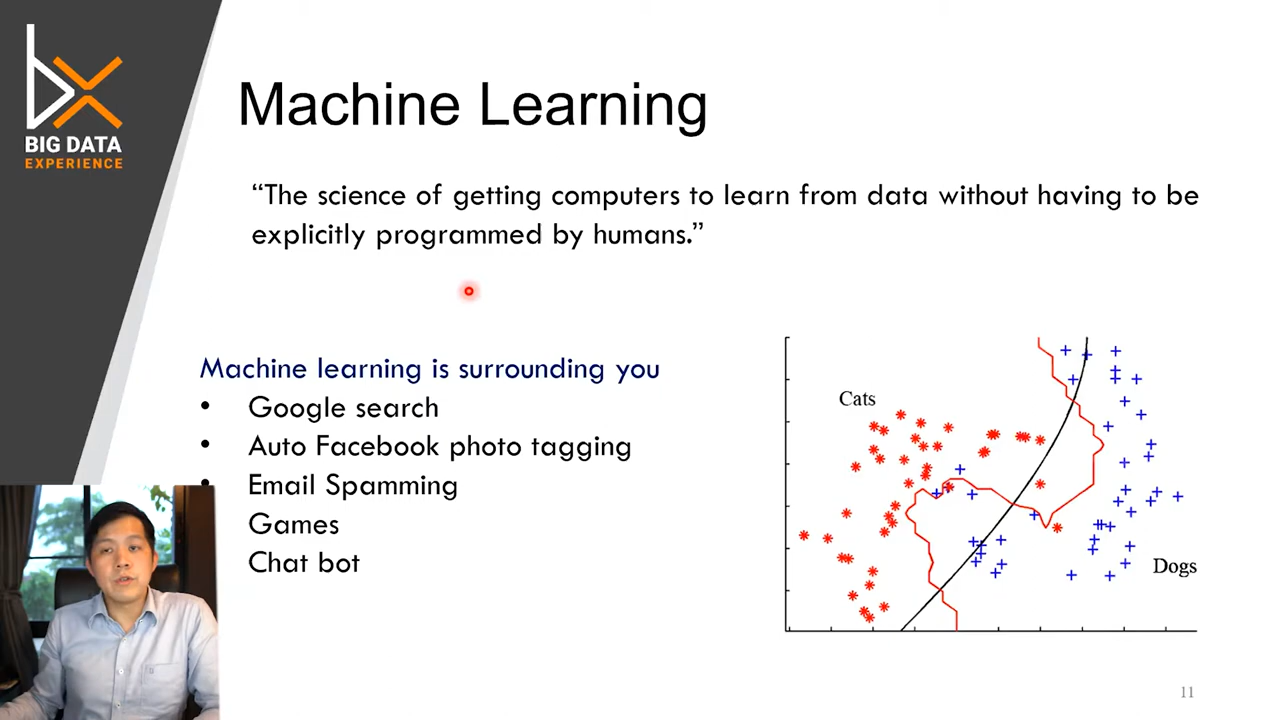 BIG DATA
EXPERIENCE
Machine Learning
“The science of getting computers to learn from data without having to be
explicitly programmed by humans.”
Machine learning is surrounding you
• Google search
• Auto Facebook photo tagging
• Email Spamming
Games
Chat bot
Cats
Dogs
11